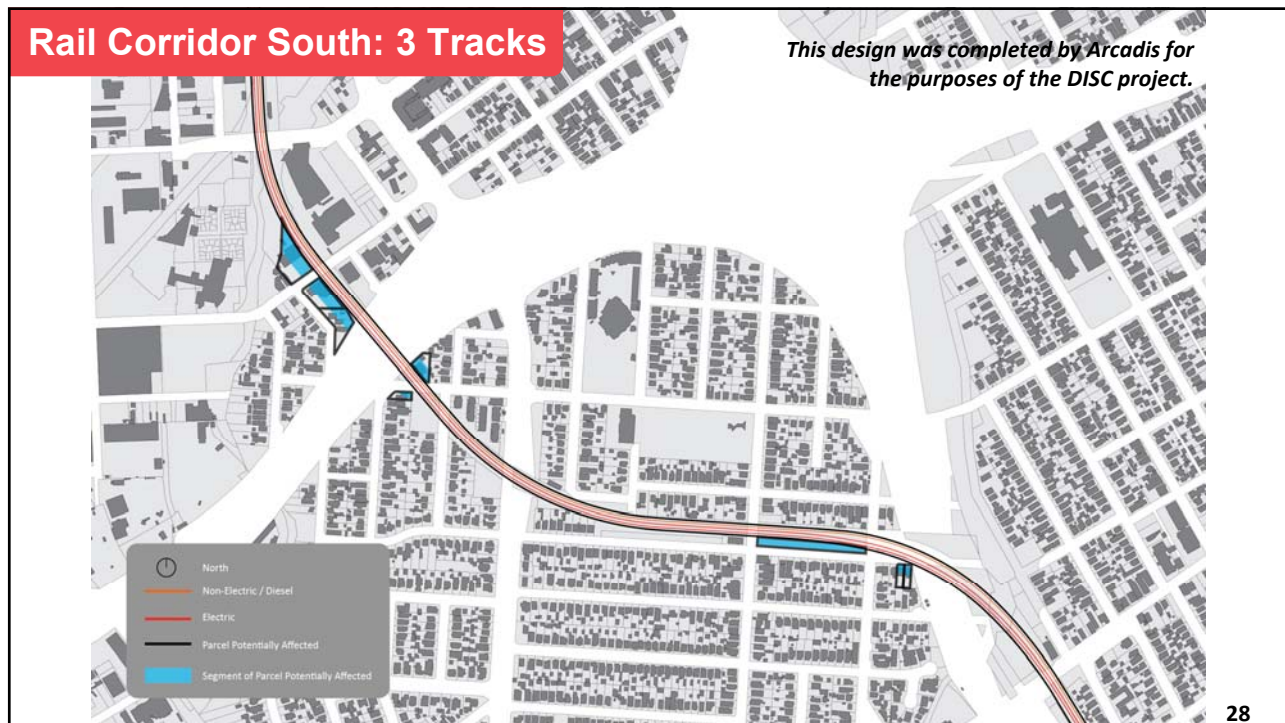 Rail Corridor South: 3 Tracks
This design was completed by Arcadis for
the purposes of the DISC project.
North
Non-Electric / Diesel
Electric
Parcel Potentially Affected
Segment of Parcel Potentially Affected
28